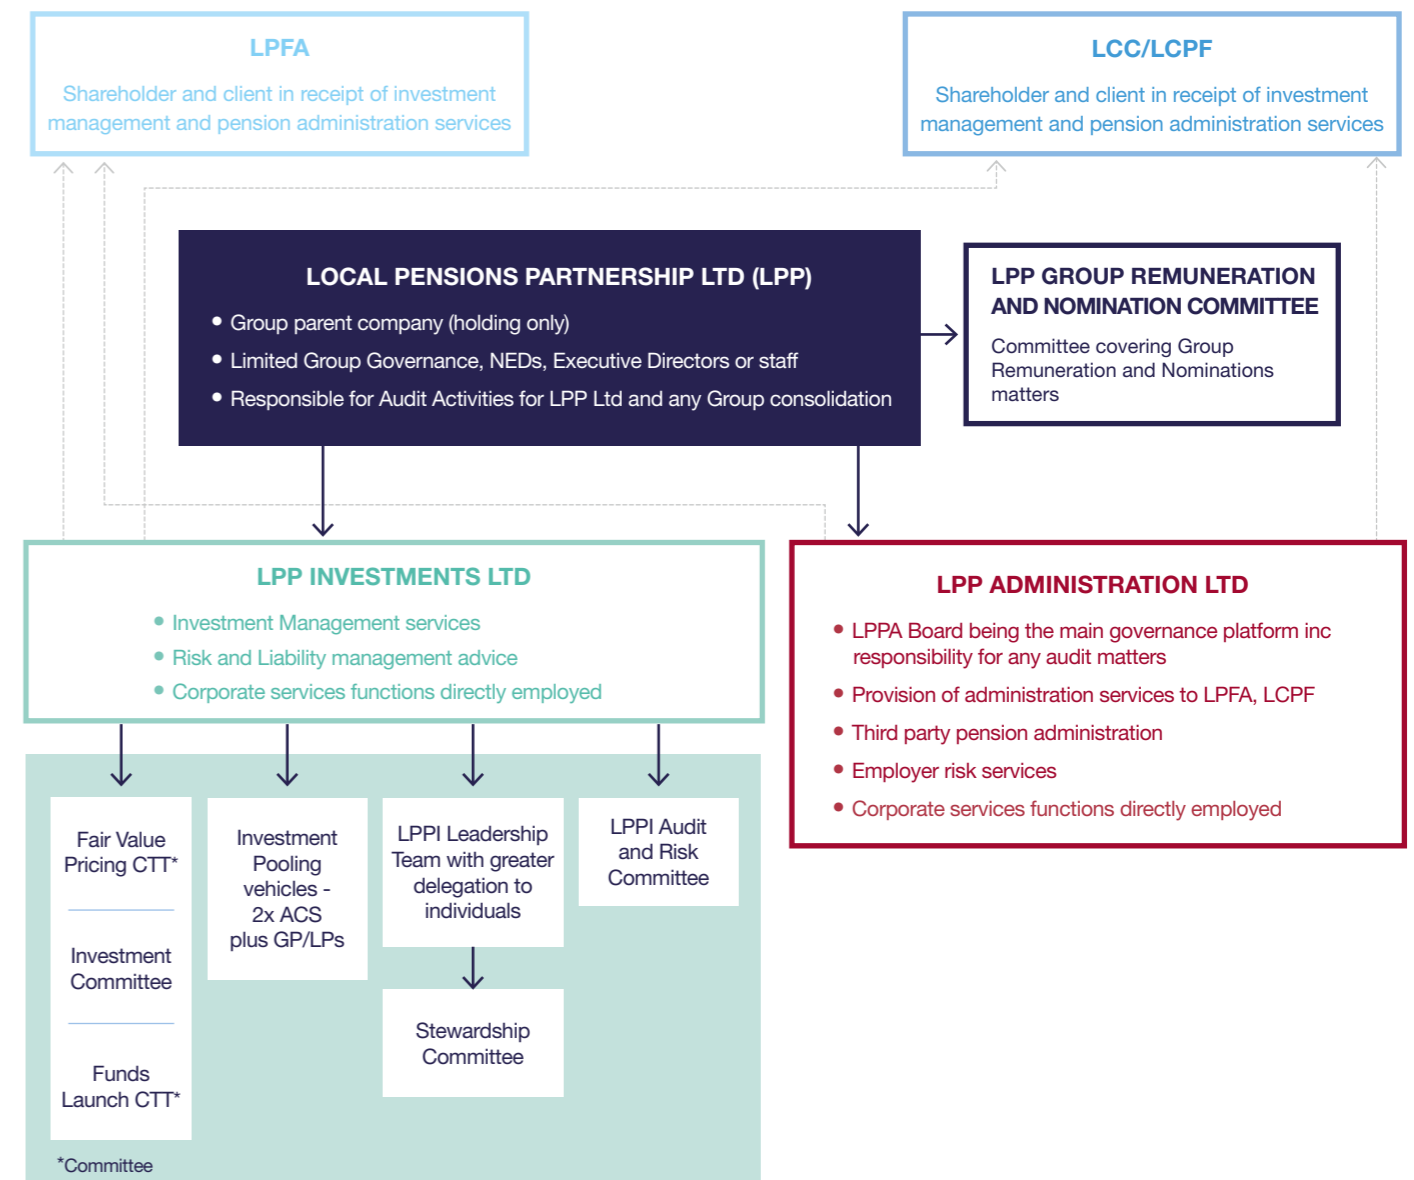 LPFA
Shareholder and client in receipt of investment
management and pension administration services
LCC/LCPF
Shareholder and client in receipt of investment
management and pension administration services
LOCAL PENSIONS PARTNERSHIP LTD (LPP)
• Group parent company (holding only)
• Limited Group Governance, NEDs, Executive Directors or staff
• Responsible for Audit Activities for LPP Ltd and any Group consolidation
LPP GROUP REMUNERATION
AND NOMINATION COMMITTEE
Committee covering Group
Remuneration and Nominations
matters
LPP INVESTMENTS LTD
• Investment Management services
• Risk and Liability management advice
• Corporate services functions directly employed
LPP ADMINISTRATION LTD
• LPPA Board being the main governance platform inc
responsibility for any audit matters
• Provision of administration services to LPFA, LCPF
• Third party pension administration
• Employer risk services
• Corporate services functions directly employed
Fair Value
Pricing CTT*
Investment
Committee
Funds
Launch CTT*
Investment
Pooling
vehicles -
2x ACS
plus GP/LPs
LPPI Leadership
Team with greater
delegation to
individuals
Stewardship
Committee
LPPI Audit
and Risk
Committee
*Committee